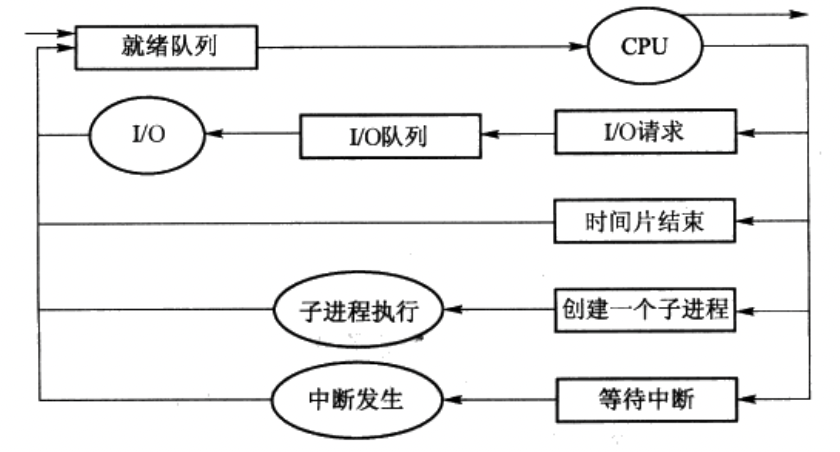 就绪队列
CPU
I/O
I/O队列
I/O请求
时间片结束
子进程执行
创建一个子进程
中断发生
等待中断